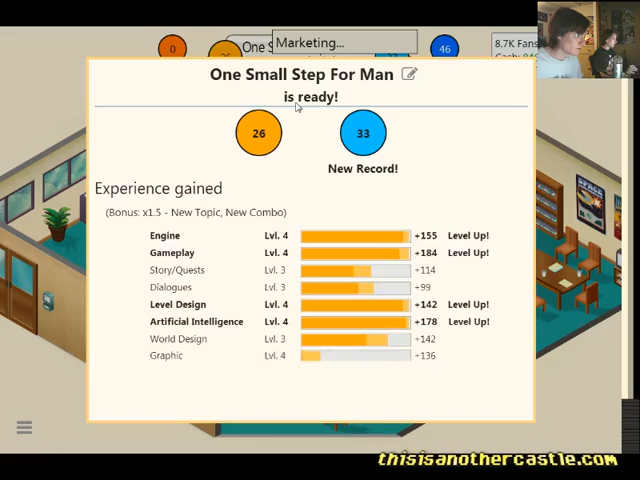 0
26
One S
Marketing...
46
8.7K Fans
One Small Step For Man
is ready!
26
33
New Record!
Experience gained
(Bonus: x1.5 - New Topic, New Combo)
Engine Lvl. 4 +155 Level Up!
Gameplay Lvl. 4 +184 Level Up!
Story/Quests Lvl. 3 +114
Dialogues Lvl. 3 +99
Level Design Lvl. 4 +142 Level Up!
Artificial Intelligence Lvl. 4 +178 Level Up!
World Design Lvl. 3 +142
Graphic Lvl. 4 +136
SPACE
thisisanothercastle.com